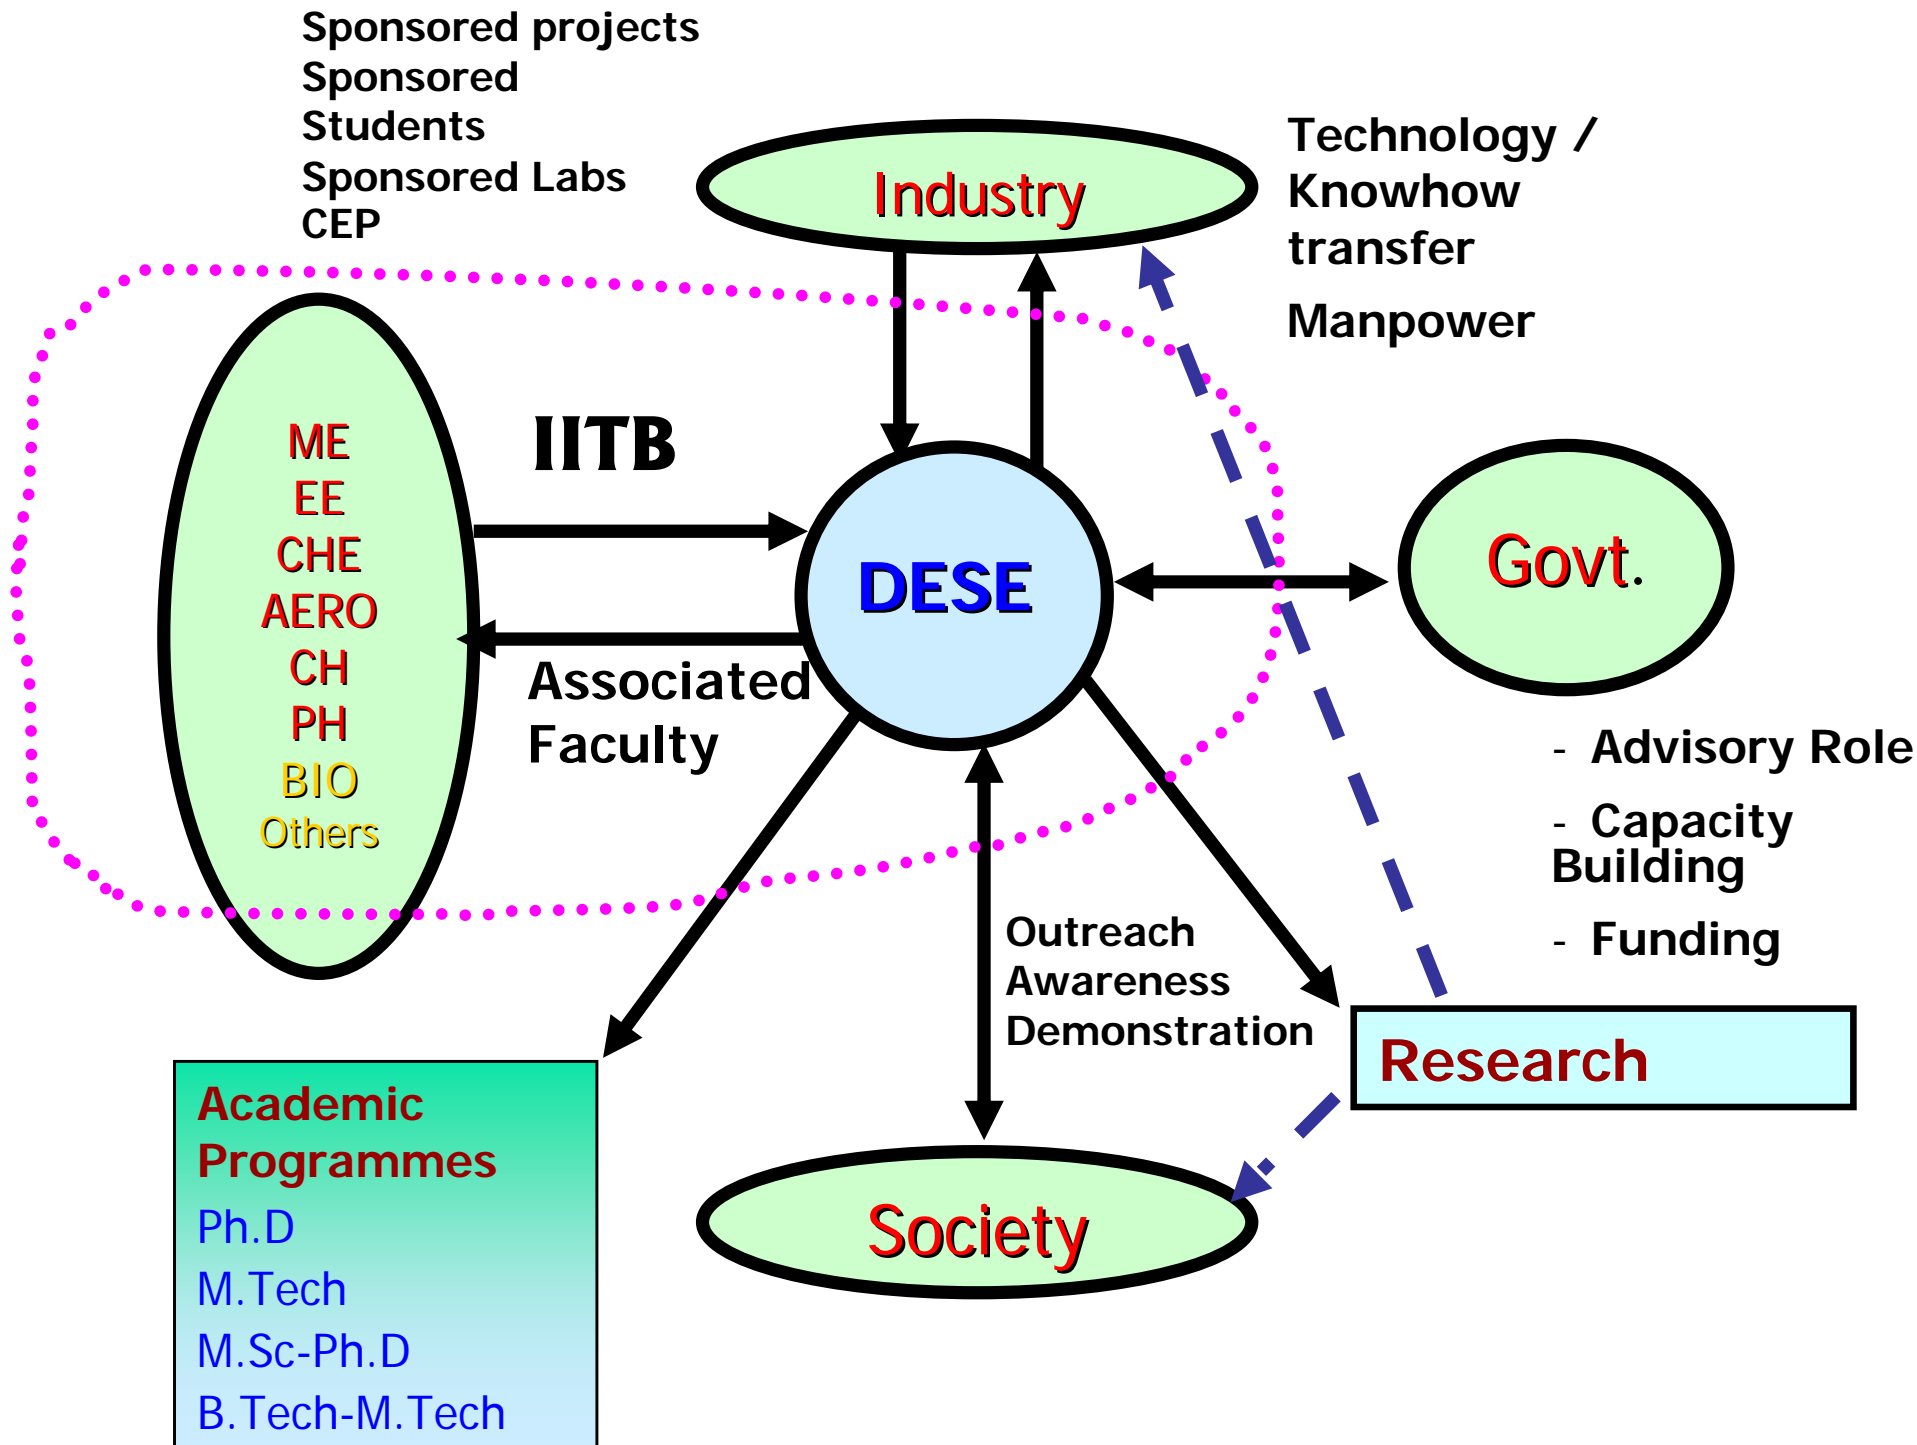 Sponsored projects
Sponsored
Students
Sponsored Labs
CEP
Industry
Technology /
Knowhow
transfer
Manpower
IITB
ME
EE
CHE
AERO
CH
PH
BIO
Others
DESE
Govt.
Associated
Faculty
- Advisory Role
- Capacity
Building
- Funding
Outreach
Awareness
Demonstration
Research
Academic
Programmes
Ph.D
M.Tech
M.Sc-Ph.D
B.Tech-M.Tech
Society